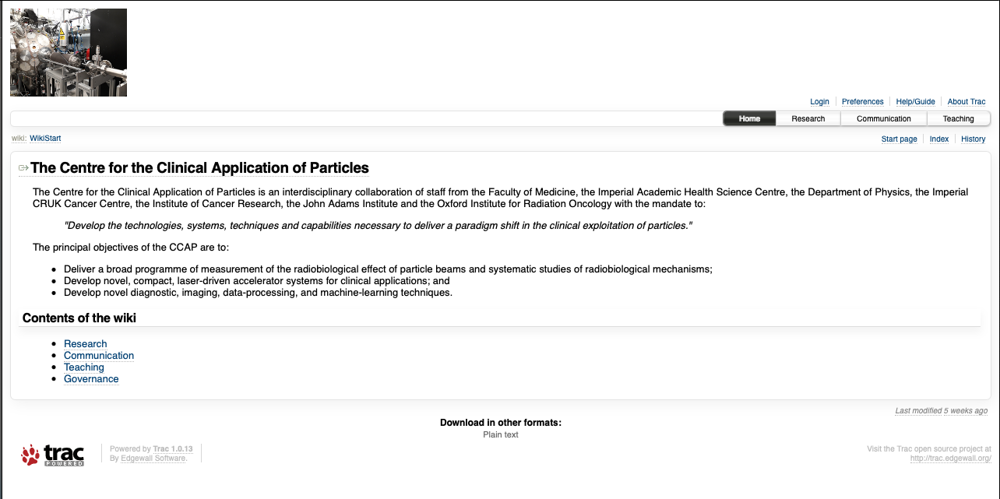 Login Preferences Help/Guide About Trac
Home Research Communication Teaching
wiki: WikiStart
Start page Index History
The Centre for the Clinical Application of Particles
The Centre for the Clinical Application of Particles is an interdisciplinary collaboration of staff from the Faculty of Medicine, the Imperial Academic Health Science Centre, the Department of Physics, the Imperial
CRUK Cancer Centre, the Institute of Cancer Research, the John Adams Institute and the Oxford Institute for Radiation Oncology with the mandate to:
"Develop the technologies, systems, techniques and capabilities necessary to deliver a paradigm shift in the clinical exploitation of particles."
The principal objectives of the CCAP are to:
• Deliver a broad programme of measurement of the radiobiological effect of particle beams and systematic studies of radiobiological mechanisms;
• Develop novel, compact, laser-driven accelerator systems for clinical applications; and
• Develop novel diagnostic, imaging, data-processing, and machine-learning techniques.
Contents of the wiki
• Research
• Communication
• Teaching
• Governance
Last modified 5 weeks ago
Download in other formats:
Plain text
trac
POWERED
Powered by Trac 1.0.13
By Edgewall Software.
Visit the Trac open source project at
http://trac.edgewall.org/